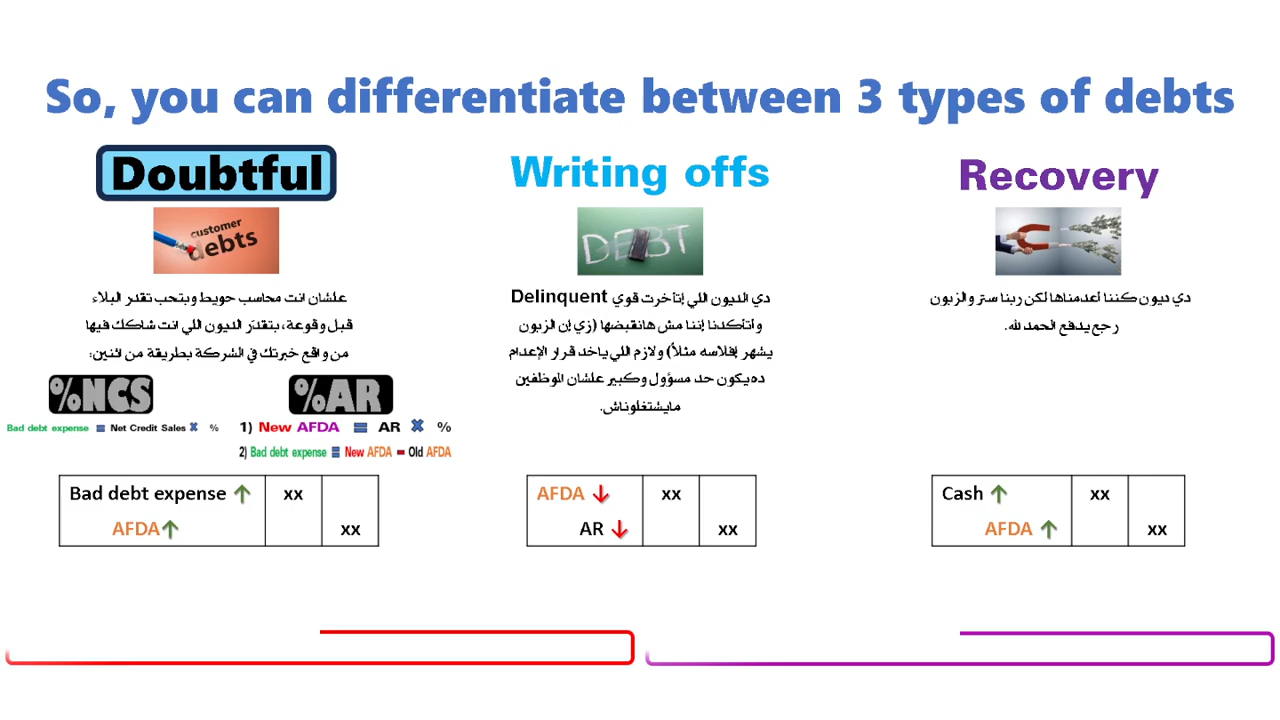 So, you can differentiate between 3 types of debts
Doubtful
customer
debts
علشان انت محاسب حويط وبتحب تقدر البلاء
قبل وقوعة، بتقدر الديون اللي انت شاكك فيها
من واقع خبرتك في الشركة بطريقة من اتنين:
%NCS
Bad debt expense = Net Credit Sales × %
%AR
1) New AFDA = AR × %
2) Bad debt expense = New AFDA - Old AFDA
Bad debt expense ↑ xx
AFDA↑ xx
Writing offs
DEBT
دي الديون اللي إتأخرت قوي Delinquent
وأتأكدنا إننا مش هانقبضها (زي إن الزبون
يشهر إفلاسه مثلاً) ولازم اللي ياخد قرار الإعدام
ده يكون حد مسؤول وكبير علشان الموظفين
مايشتغلوناش.
AFDA ↓ xx
AR ↓ xx
Recovery
دي ديون كننا أعدمناها لكن ربنا ستر والزبون
رجع يدفع الحمد لله.
Cash ↑ xx
AFDA ↑ xx